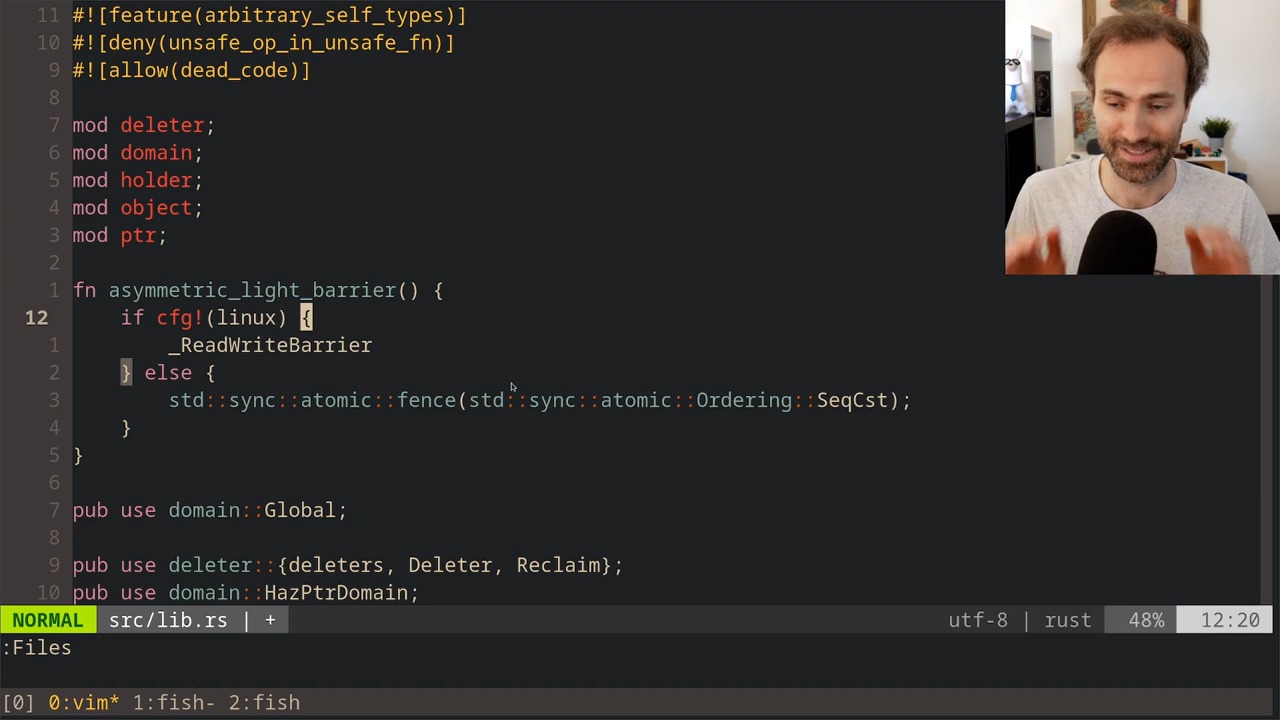 11 #![feature(arbitrary_self_types)]
10 #![deny(unsafe_op_in_unsafe_fn)]
9 #![allow(dead_code)]
8
7 mod deleter;
6 mod domain;
5 mod holder;
4 mod object;
3 mod ptr;
2
1 fn asymmetric_light_barrier() {
12     if cfg!(linux) {
1         _ReadWriteBarrier
2     } else {
3         std::sync::atomic::fence(std::sync::atomic::Ordering::SeqCst);
4     }
5 }
6
7 pub use domain::Global;
8
9 pub use deleter::{deleters, Deleter, Reclaim};
10 pub use domain::HazPtrDomain;
NORMAL src/lib.rs | + utf-8 | rust 48% 12:20
:Files
[0] 0:vim* 1:fish- 2:fish